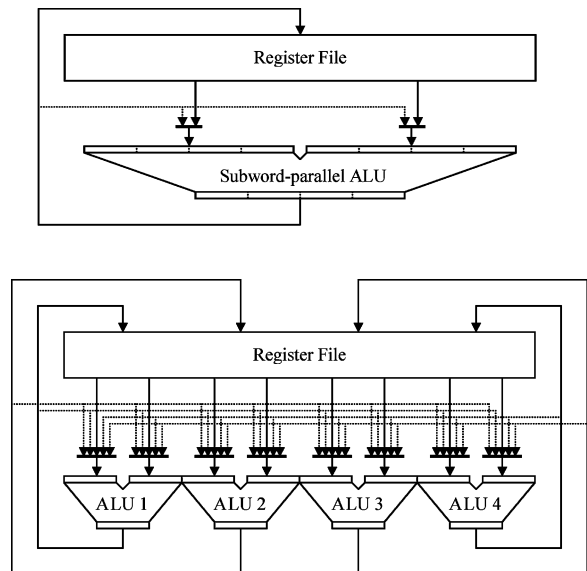 Register File
Subword-parallel ALU
Register File
ALU 1
ALU 2
ALU 3
ALU 4